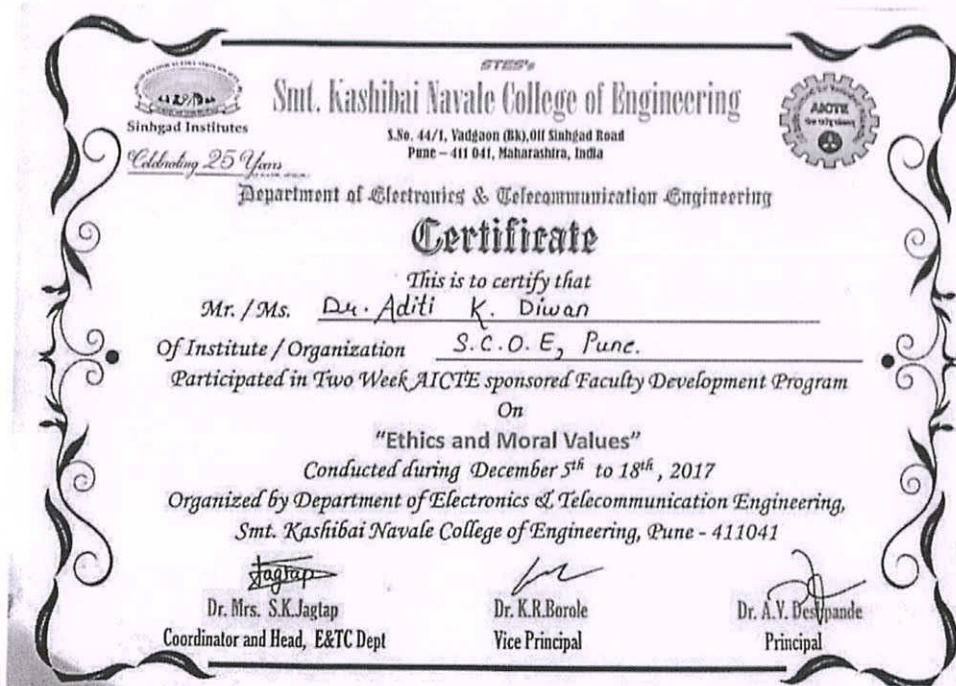 STES's
Smt. Kashibai Navale College of Engineering
S.No. 44/1, Vadgaon (Bk), Off Sinhgad Road
Pune – 411 041, Maharashtra, India
Sinhgad Institutes
Celebrating 25 Years
AICTE
Department of Electronics & Telecommunication Engineering
Certificate
This is to certify that
Mr. / Ms. Dr. Aditi K. Diwan
Of Institute / Organization S.C.O.E, Pune.
Participated in Two Week AICTE sponsored Faculty Development Program
On
"Ethics and Moral Values"
Conducted during December 5th to 18th, 2017
Organized by Department of Electronics & Telecommunication Engineering,
Smt. Kashibai Navale College of Engineering, Pune - 411041
Jagtap
Dr. Mrs. S.K.Jagtap
Coordinator and Head, E&TC Dept
Dr. K.R.Borole
Vice Principal
Dr. A.V. Deshpande
Principal